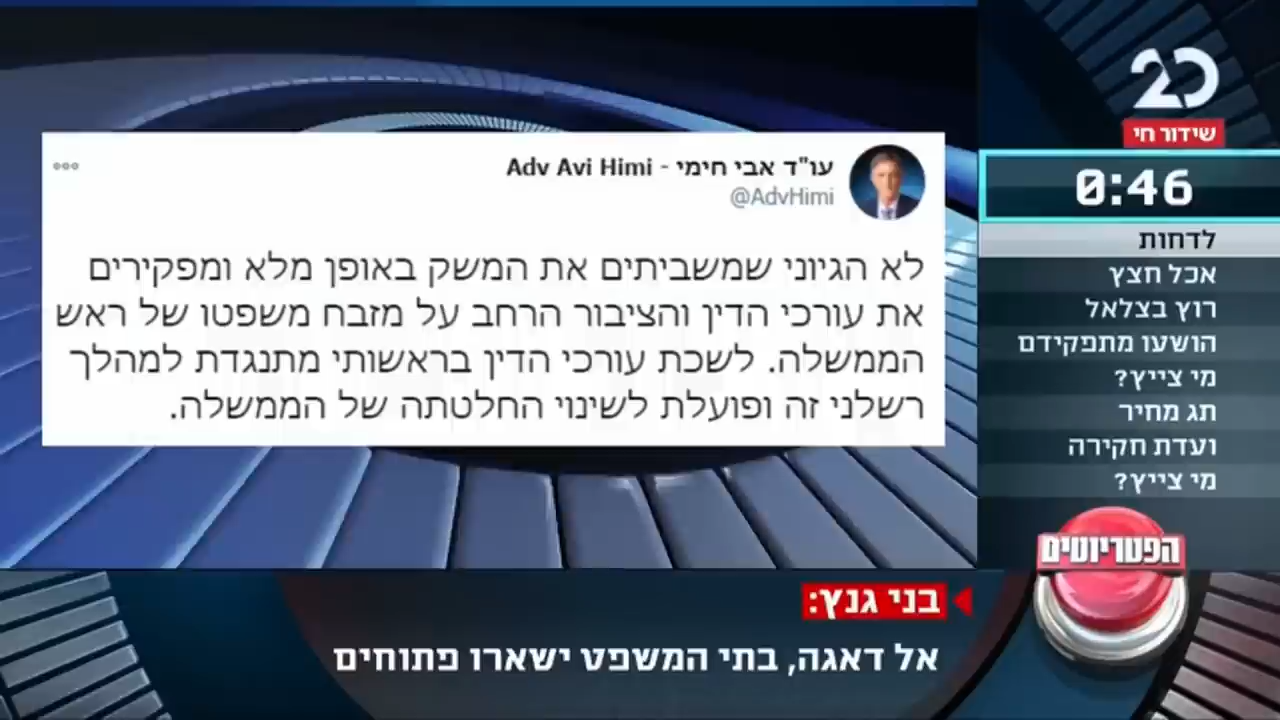 20
שידור חי
0:46
לדחות
אכל חצץ
רוץ בצלאל
הושעו מתפקידם
מי צייץ?
תג מחיר
ועדת חקירה
מי צייץ?
הפטריוטים
עו"ד אבי חימי - Adv Avi Himi
@AdvHimi
לא הגיוני שמשביתים את המשק באופן מלא ומפקירים
את עורכי הדין והציבור הרחב על מזבח משפטו של ראש
הממשלה. לשכת עורכי הדין בראשותי מתנגדת למהלך
רשלני זה ופועלת לשינוי החלטתה של הממשלה.
בני גנץ:
אל דאגה, בתי המשפט ישארו פתוחים